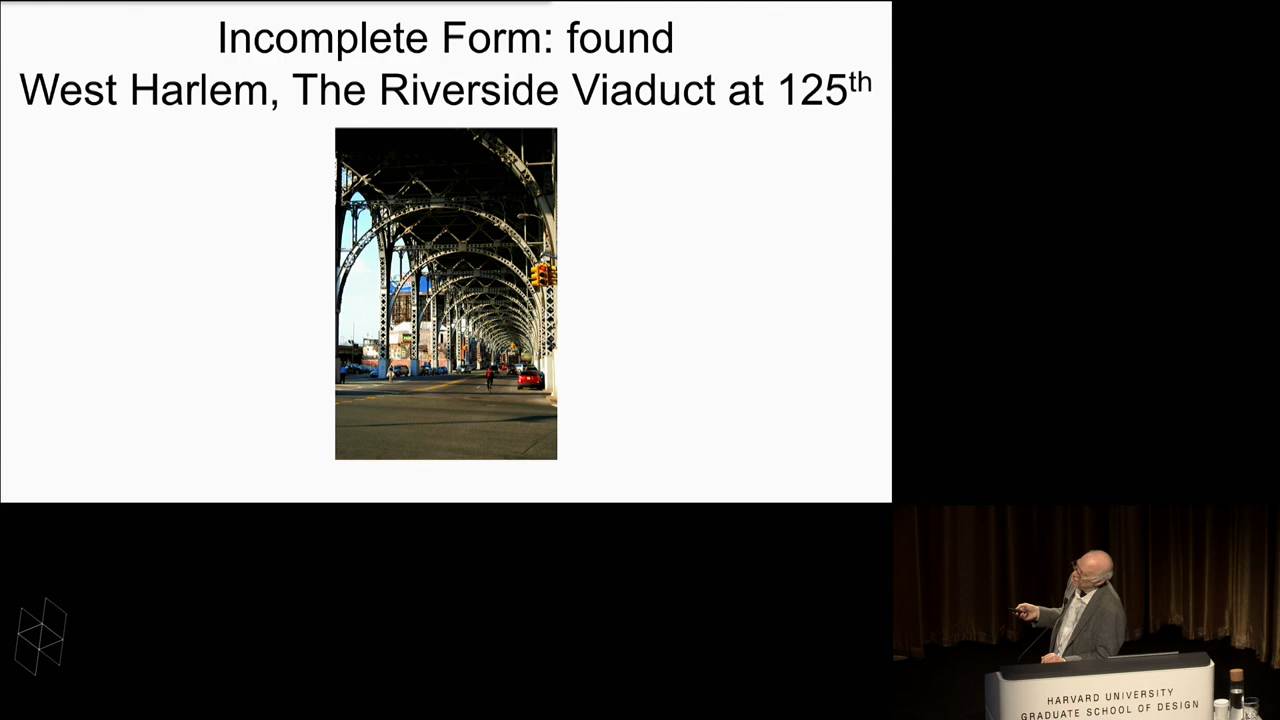 Incomplete Form: found
West Harlem, The Riverside Viaduct at 125th
HARVARD UNIVERSITY
GRADUATE SCHOOL OF DESIGN